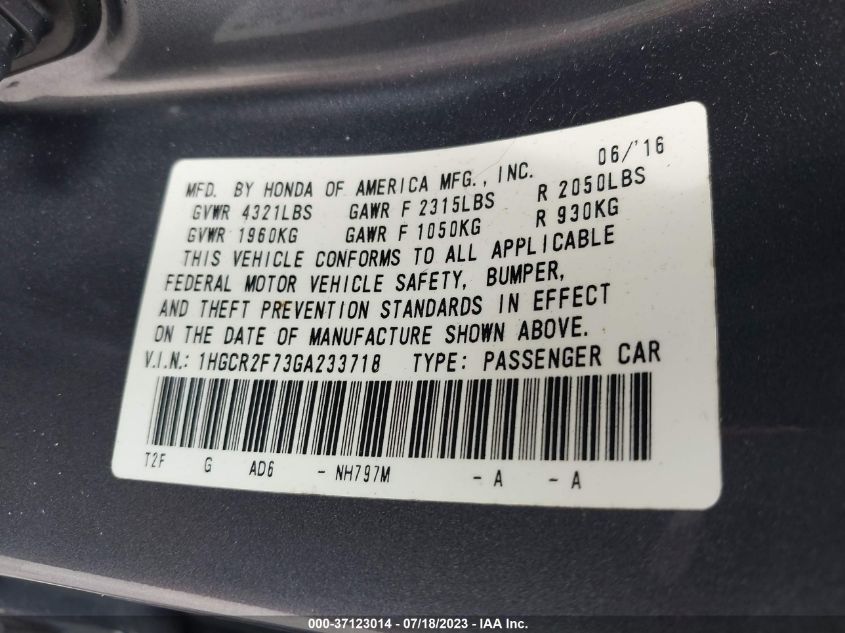 MFD. BY HONDA OF AMERICA MFG., INC. 06/'16
GVWR 4321LBS GAWR F 2315LBS R 2050LBS
GVWR 1960KG GAWR F 1050KG R 930KG
THIS VEHICLE CONFORMS TO ALL APPLICABLE
FEDERAL MOTOR VEHICLE SAFETY, BUMPER,
AND THEFT PREVENTION STANDARDS IN EFFECT
ON THE DATE OF MANUFACTURE SHOWN ABOVE.
V.I.N.: 1HGCR2F73GA233718 TYPE: PASSENGER CAR
T2F G AD6 - NH797M - A - A
000-37123014 - 07/18/2023 - IAA Inc.